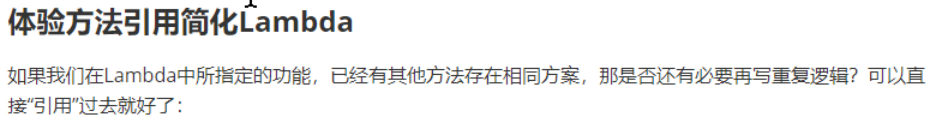 体验方法引用简化Lambda
如果我们在Lambda中所指定的功能，已经有其他方法存在相同方案，那是否还有必要再写重复逻辑？可以直
接“引用”过去就好了：